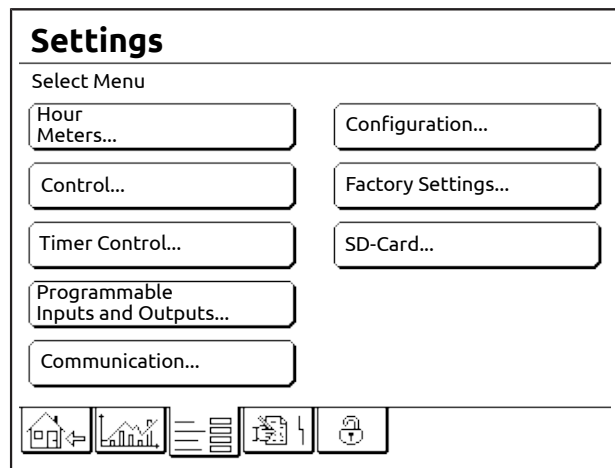 Settings
Select Menu
Hour
Meters...
Control...
Timer Control...
Programmable
Inputs and Outputs...
Communication...
Configuration...
Factory Settings...
SD-Card...